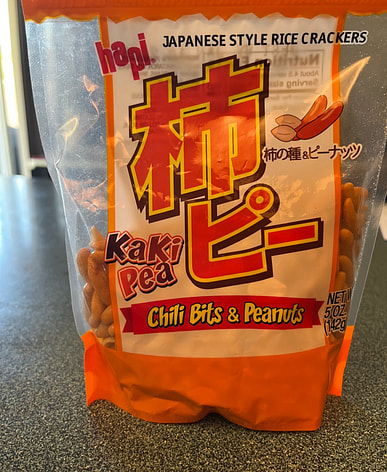 hapi.
JAPANESE STYLE RICE CRACKERS
柿ピー
柿の種&ピーナッツ
Kaki
Pea
Chili Bits & Peanuts
NET
5 OZ.
(142g)